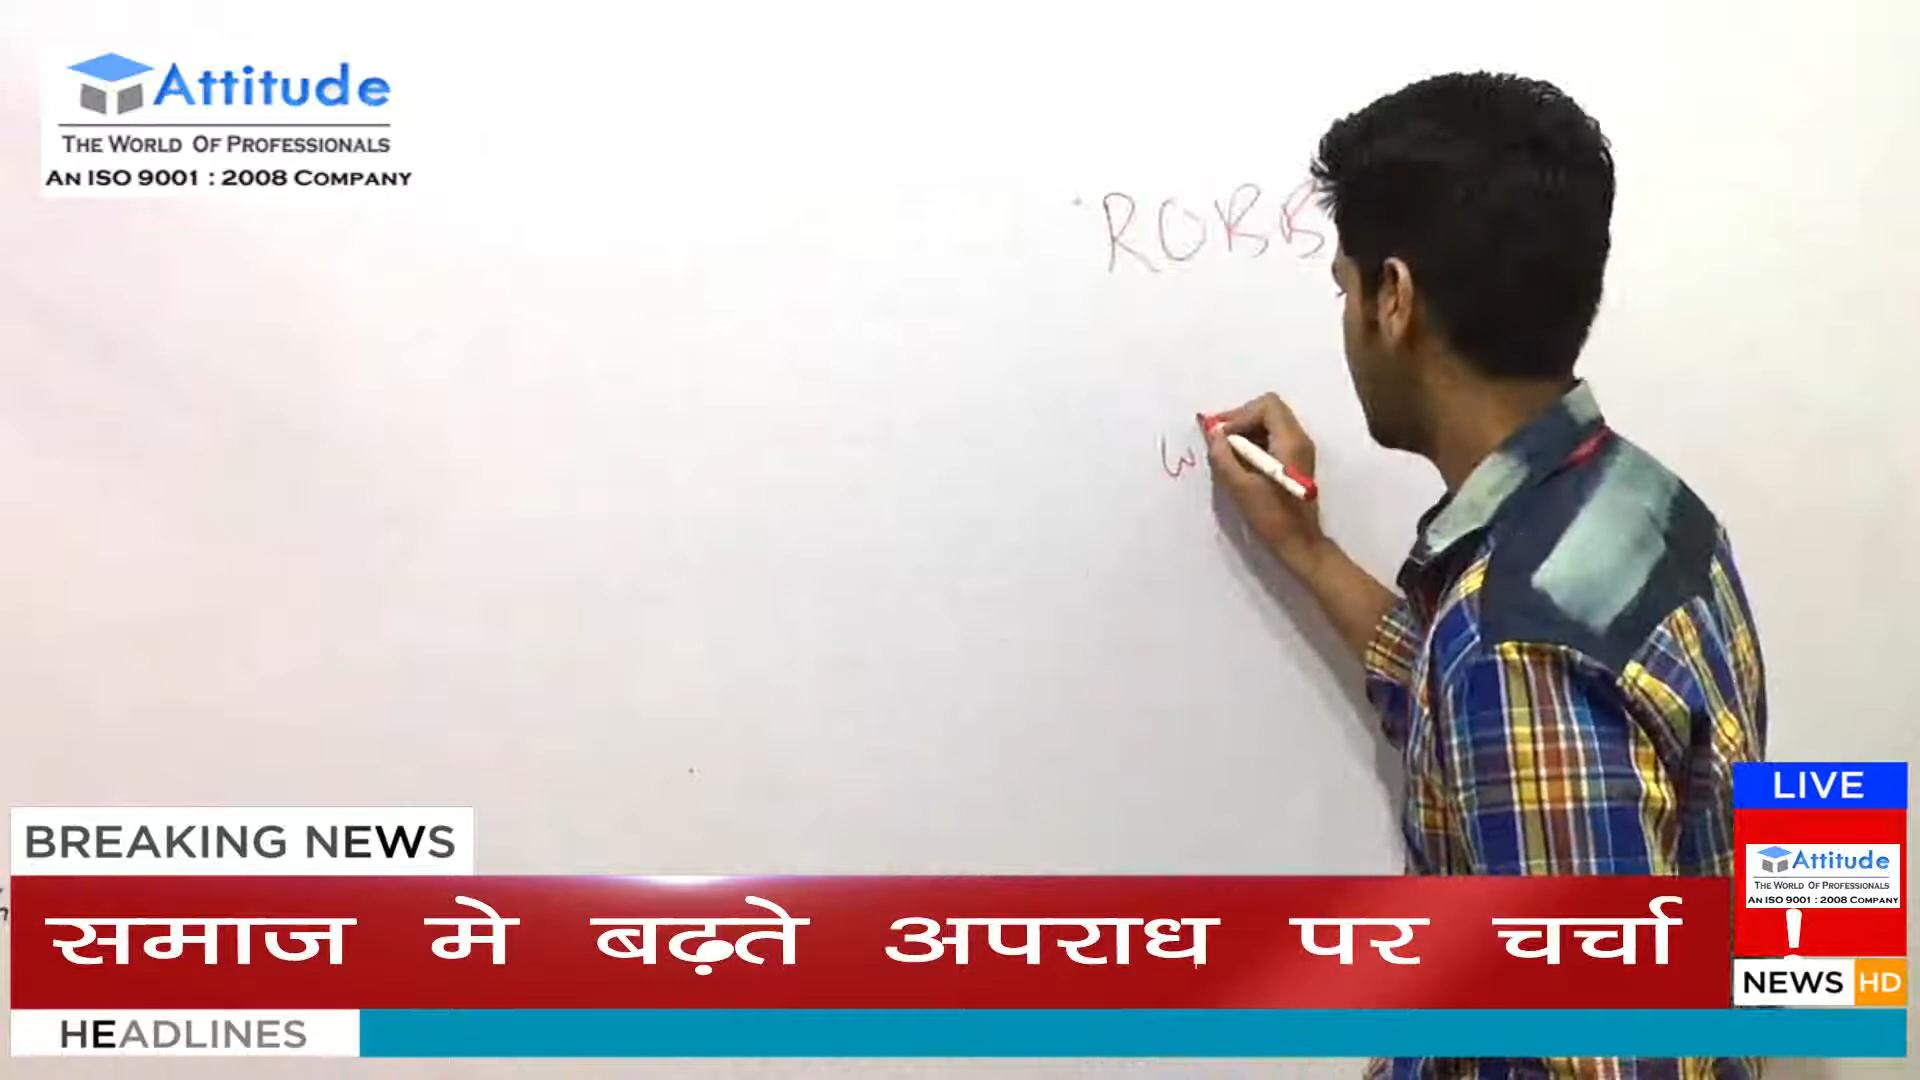 Attitude
THE WORLD OF PROFESSIONALS
AN ISO 9001 : 2008 COMPANY
ROBB
W
LIVE
BREAKING NEWS
Attitude
THE WORLD OF PROFESSIONALS
AN ISO 9001 : 2008 COMPANY
समाज मे बढ़ते अपराध पर चर्चा !
NEWS HD
HEADLINES